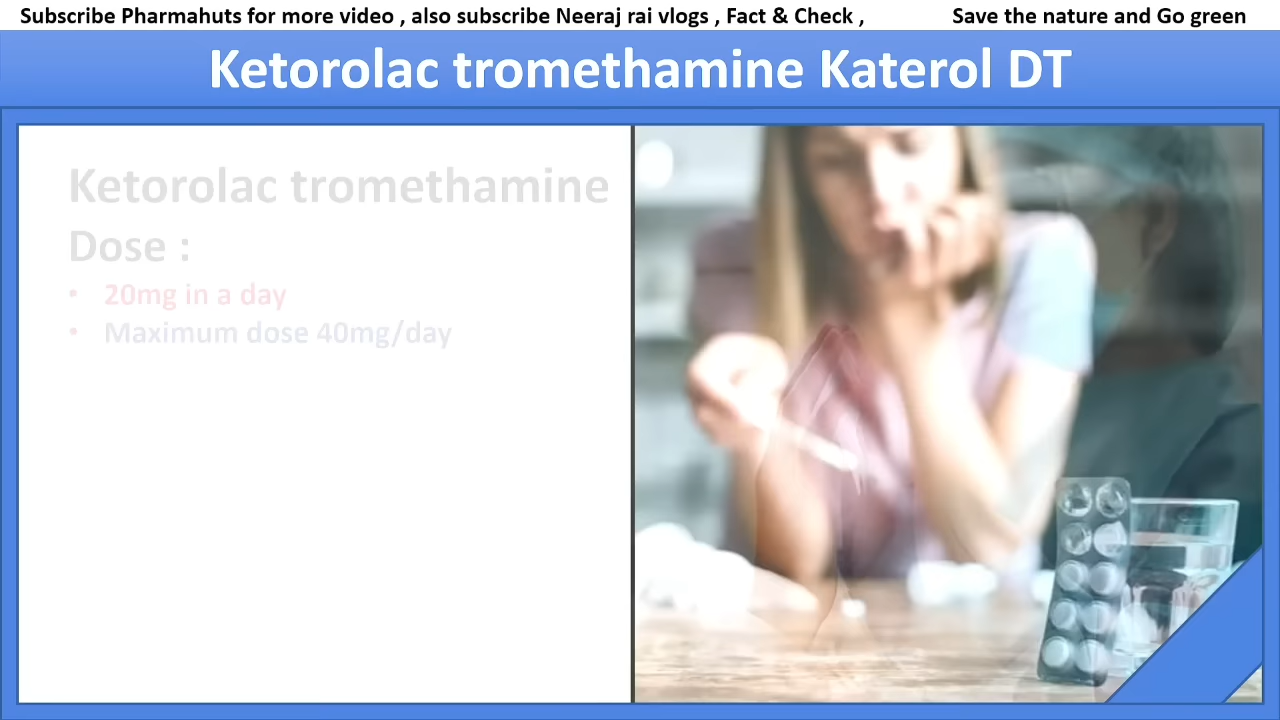 Subscribe Pharmahuts for more video , also subscribe Neeraj rai vlogs , Fact & Check , Save the nature and Go green
Ketorolac tromethamine Katerol DT
Ketorolac tromethamine
Dose :
• 20mg in a day
• Maximum dose 40mg/day